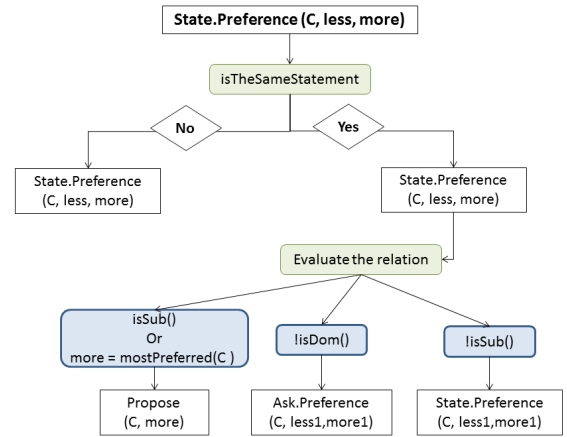 State.Preference (C, less, more)
isTheSameStatement
No
Yes
State.Preference
(C, less, more)
State.Preference
(C, less, more)
Evaluate the relation
isSub()
Or
more = mostPreferred(C )
!isDom()
!isSub()
Propose
(C, more)
Ask.Preference
(C, less1,more1)
State.Preference
(C, less1,more1)